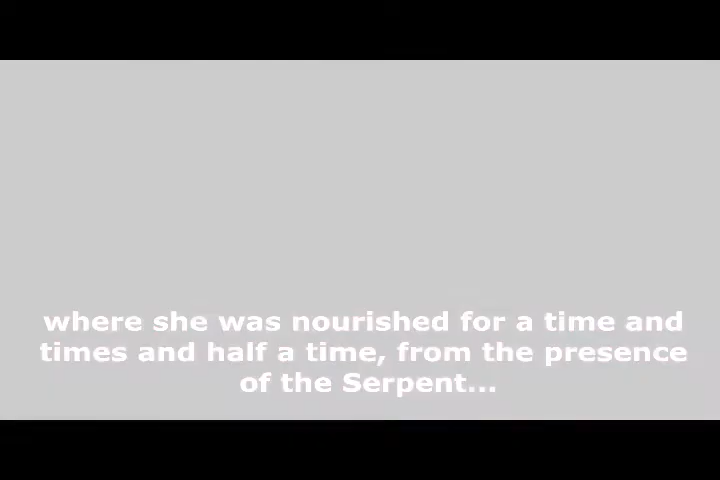 where she was nourished for a time and
times and half a time, from the presence
of the Serpent...